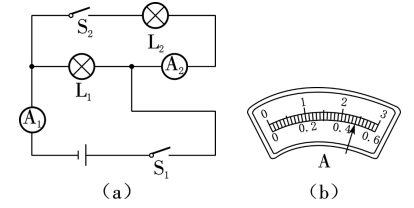 S₂
L₂
L₁
A₂
A₁
S₁
0 1 2 3
0 0.2 0.4 0.6
A
（a） （b）